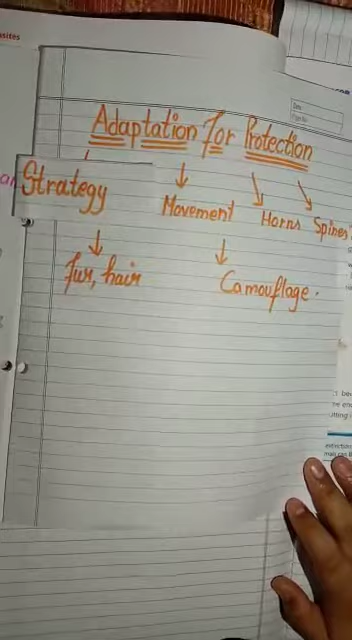 Adaptation for Protection
Strategy
Movement
Horns
Spines
Fur, hair
Camouflage.